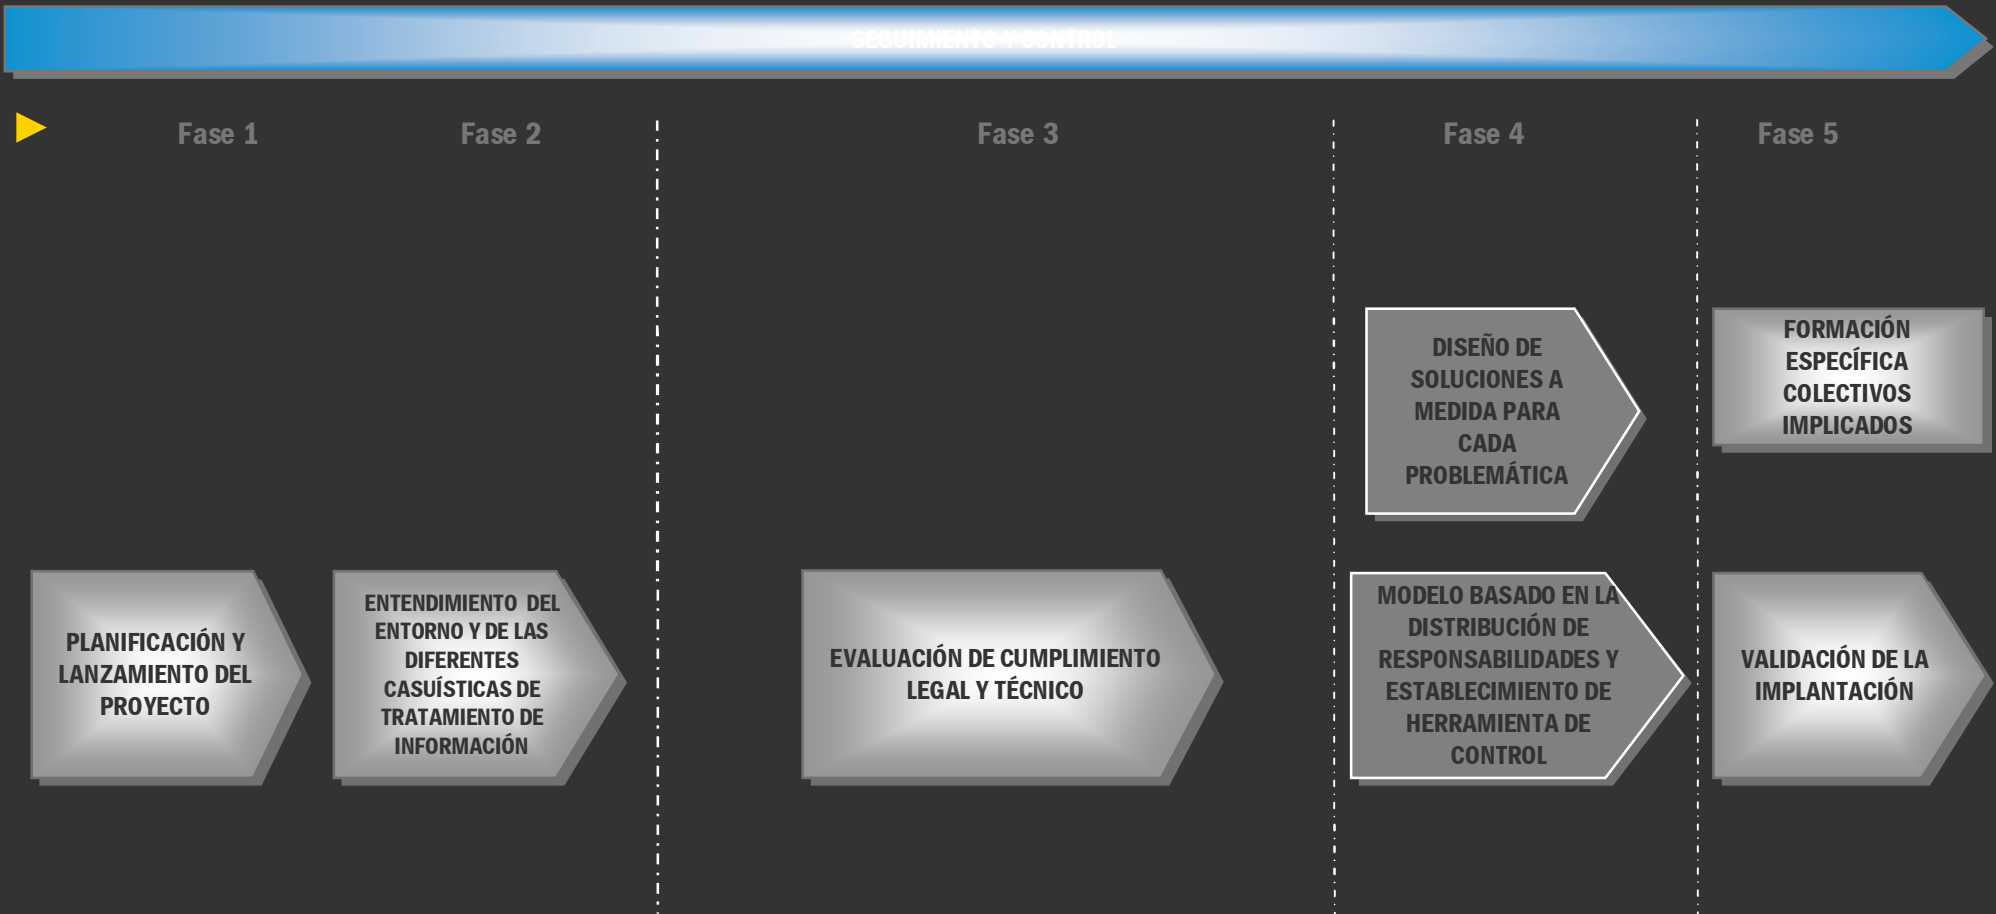 SEGUIMIENTO Y CONTROL
Fase 1
Fase 2
Fase 3
Fase 4
Fase 5
DISEÑO DE
SOLUCIONES A
MEDIDA PARA
CADA
PROBLEMÁTICA
FORMACIÓN
ESPECÍFICA
COLECTIVOS
IMPLICADOS
PLANIFICACIÓN Y
LANZAMIENTO DEL
PROYECTO
ENTENDIMIENTO DEL
ENTORNO Y DE LAS
DIFERENTES
CASUÍSTICAS DE
TRATAMIENTO DE
INFORMACIÓN
EVALUACIÓN DE CUMPLIMIENTO
LEGAL Y TÉCNICO
MODELO BASADO EN LA
DISTRIBUCIÓN DE
RESPONSABILIDADES Y
ESTABLECIMIENTO DE
HERRAMIENTA DE
CONTROL
VALIDACIÓN DE LA
IMPLANTACIÓN